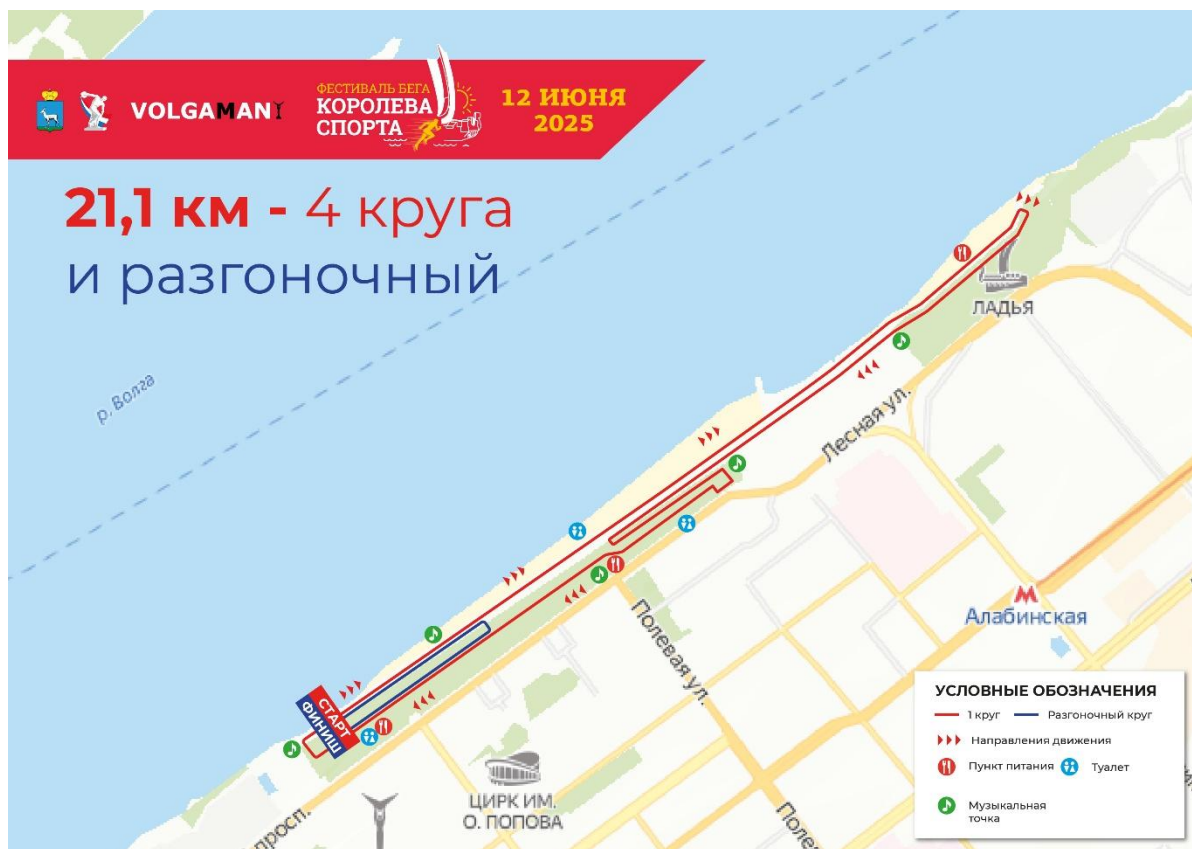 VOLGAMAN
ФЕСТИВАЛЬ БЕГА
КОРОЛЕВА
СПОРТА
12 ИЮНЯ
2025
21,1 км - 4 круга
и разгоночный
р. Волга
ЛАДЬЯ
Лесная ул.
Полевая ул.
М
Алабинская
СТАРТ
ФИНИШ
ЦИРК ИМ.
О. ПОПОВА
просп.
Поле
УСЛОВНЫЕ ОБОЗНАЧЕНИЯ
1 круг
Разгоночный круг
Направления движения
Пункт питания
Туалет
Музыкальная
точка